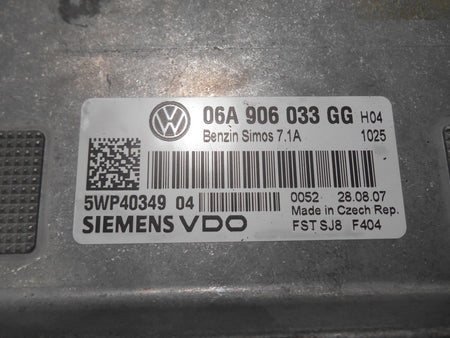 06A 906 033 GG H04
Benzin Simos 7.1A 1025
5WP40349 04 0052 28.08.07
Made in Czech Rep.
SIEMENS VDO FST SJ8 F404